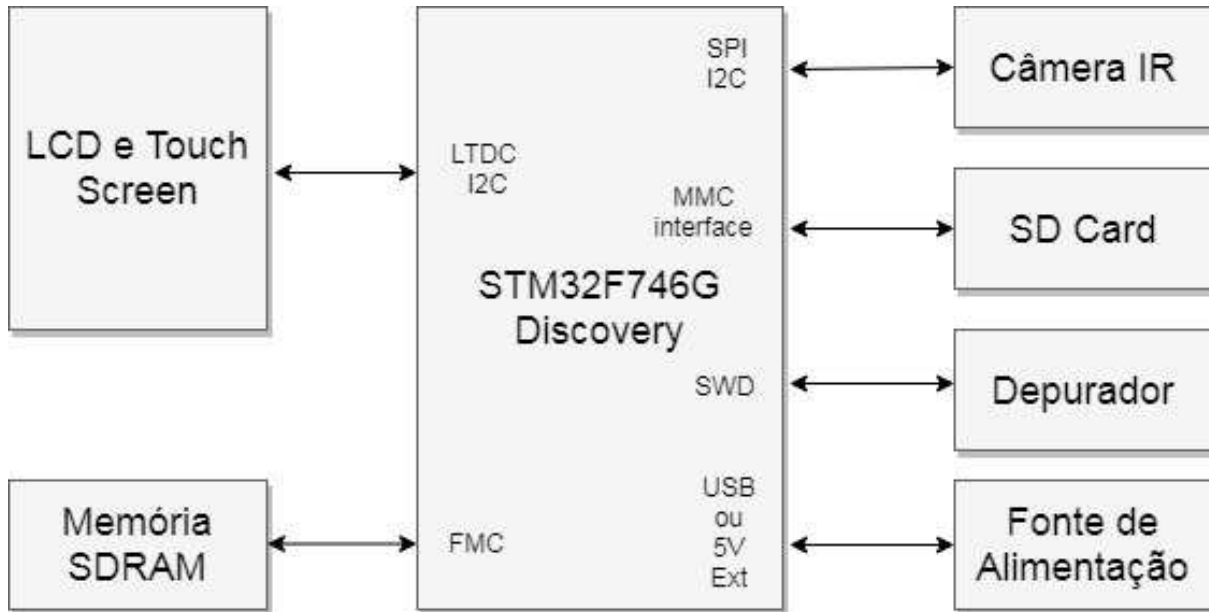 LCD e Touch
Screen
Memória
SDRAM
LTDC
I2C
FMC
STM32F746G
Discovery
SPI
I2C
MMC
interface
SWD
USB
ou
5V
Ext
Câmera IR
SD Card
Depurador
Fonte de
Alimentação